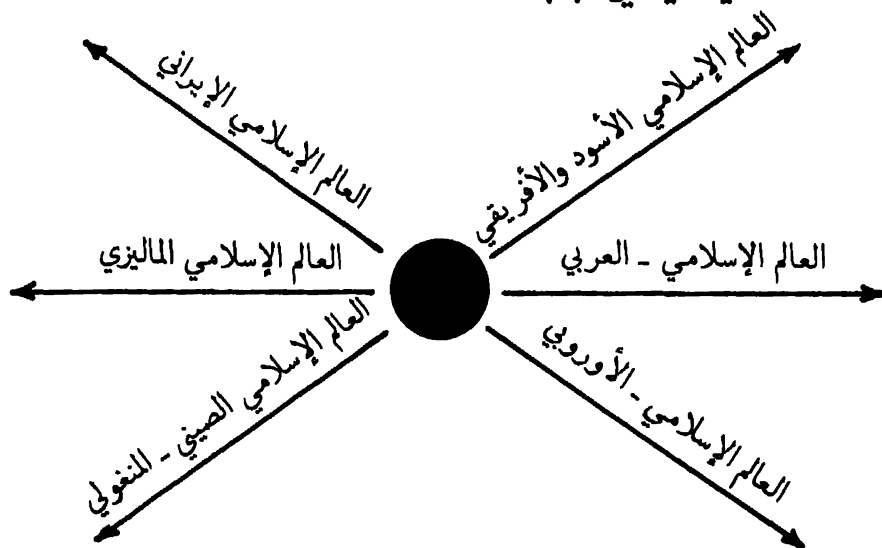 العالم الإسلامي الأسود والأفريقي
العالم الإسلامي الإيراني
العالم الإسلامي - العربي
العالم الإسلامي الماليزي
العالم الإسلامي - الأوروبي
العالم الإسلامي الصيني - المنغولي